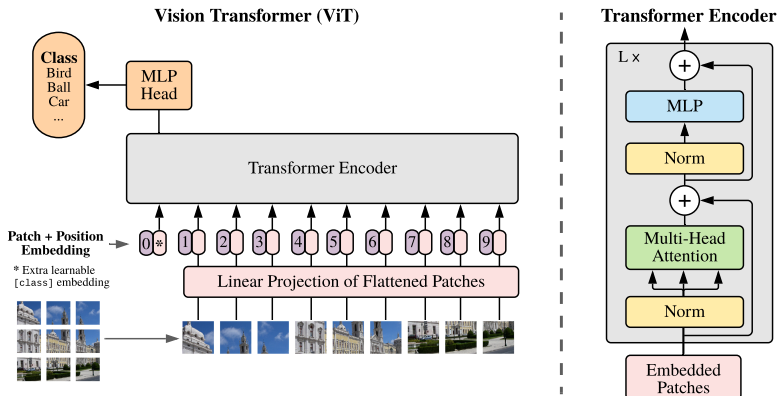 Vision Transformer (ViT)
Class
Bird
Ball
Car
...
MLP
Head
Transformer Encoder
Patch + Position
Embedding
0 * 1 2 3 4 5 6 7 8 9
* Extra learnable
[class] embedding
Linear Projection of Flattened Patches
Transformer Encoder
L x
+
MLP
Norm
+
Multi-Head
Attention
Norm
Embedded
Patches